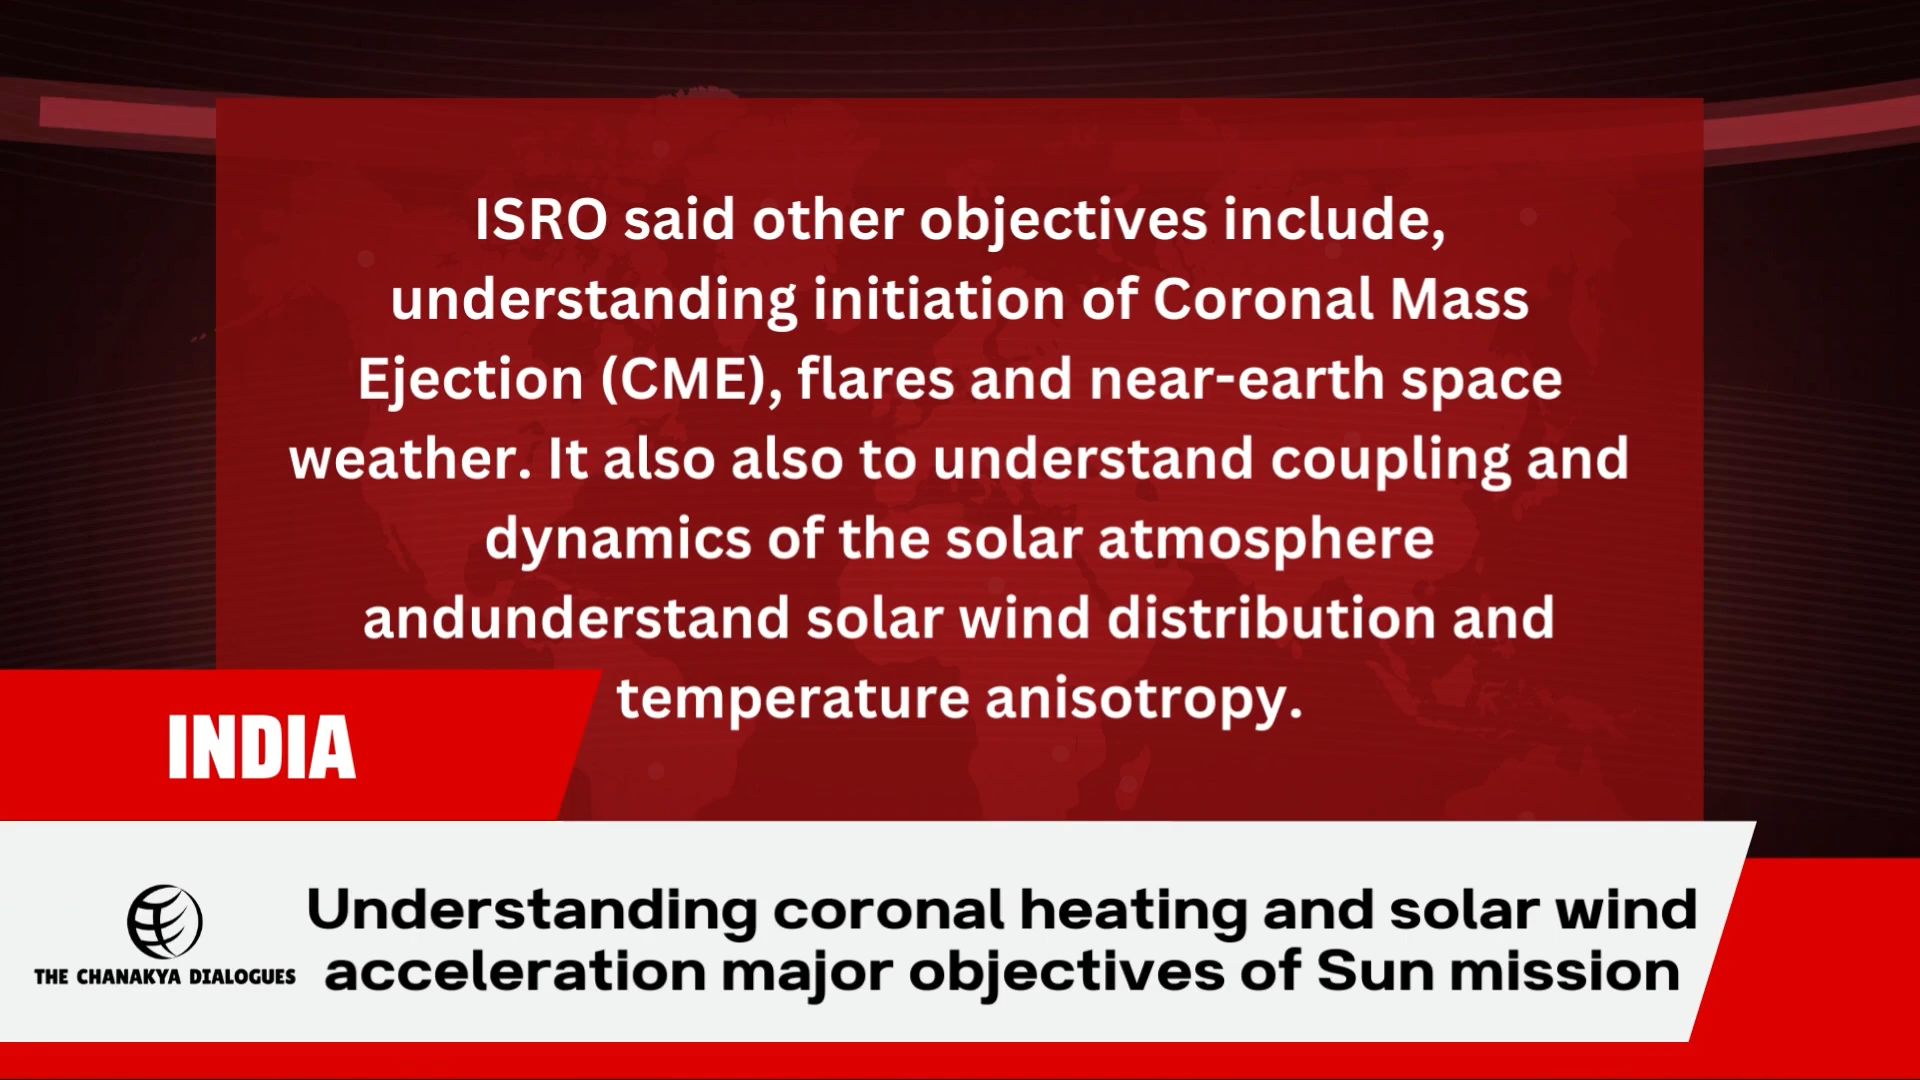 ISRO said other objectives include,
understanding initiation of Coronal Mass
Ejection (CME), flares and near-earth space
weather. It also also to understand coupling and
dynamics of the solar atmosphere
andunderstand solar wind distribution and
temperature anisotropy.
INDIA
THE CHANAKYA DIALOGUES
Understanding coronal heating and solar wind
acceleration major objectives of Sun mission